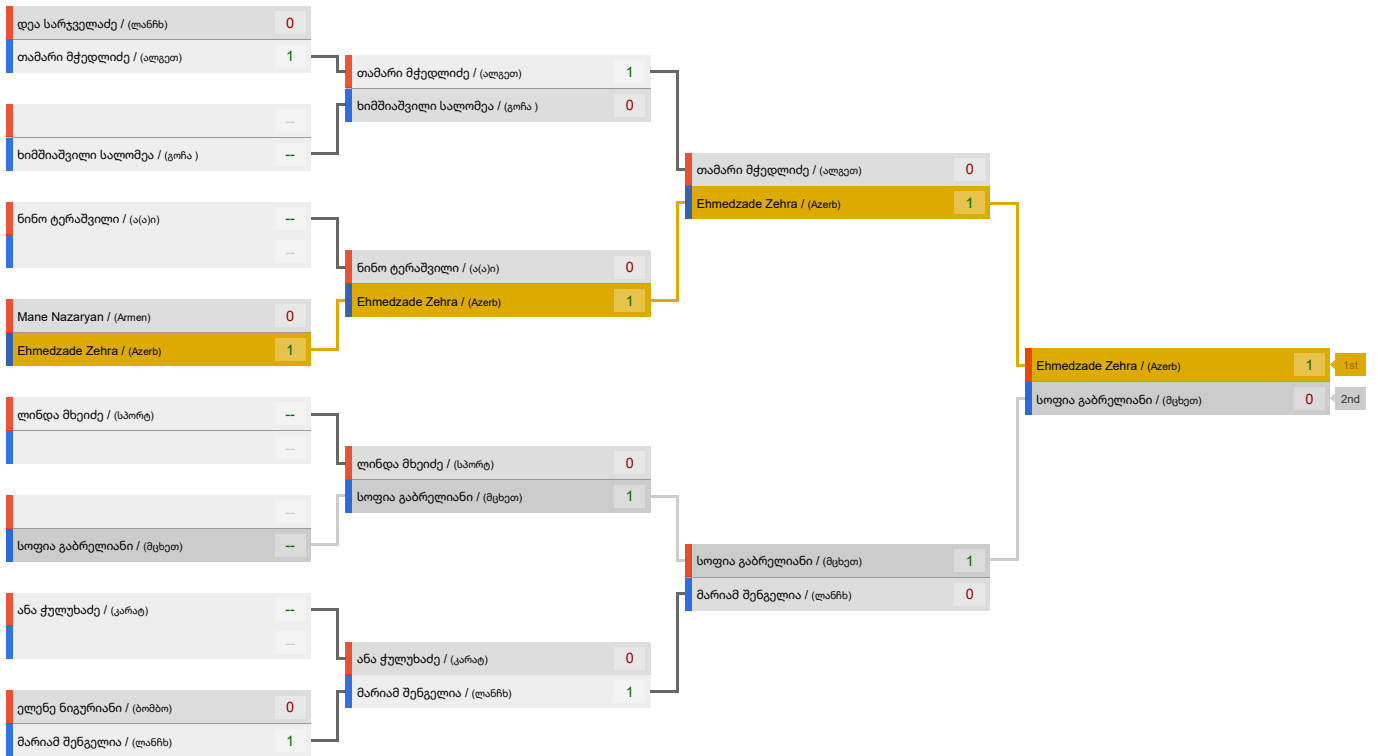 დეა სარჯველაძე / (ლანჩხ) 0
თამარი მჭედლიძე / (ალგეთ) 1
--
ხიმშიაშვილი სალომეა / (გოჩა ) --
ნინო ტერაშვილი / (ა(ა)ი) --
--
Mane Nazaryan / (Armen) 0
Ehmedzade Zehra / (Azerb) 1
ლინდა მხეიძე / (სპორტ) --
--
--
სოფია გაბრელიანი / (მცხეთ) --
ანა ჭულუხაძე / (კარატ) --
--
ელენე ნიგურიანი / (ბომბო) 0
მარიამ შენგელია / (ლანჩხ) 1
თამარი მჭედლიძე / (ალგეთ) 1
ხიმშიაშვილი სალომეა / (გოჩა ) 0
ნინო ტერაშვილი / (ა(ა)ი) 0
Ehmedzade Zehra / (Azerb) 1
ლინდა მხეიძე / (სპორტ) 0
სოფია გაბრელიანი / (მცხეთ) 1
ანა ჭულუხაძე / (კარატ) 0
მარიამ შენგელია / (ლანჩხ) 1
თამარი მჭედლიძე / (ალგეთ) 0
Ehmedzade Zehra / (Azerb) 1
სოფია გაბრელიანი / (მცხეთ) 1
მარიამ შენგელია / (ლანჩხ) 0
Ehmedzade Zehra / (Azerb) 1 1st
სოფია გაბრელიანი / (მცხეთ) 0 2nd